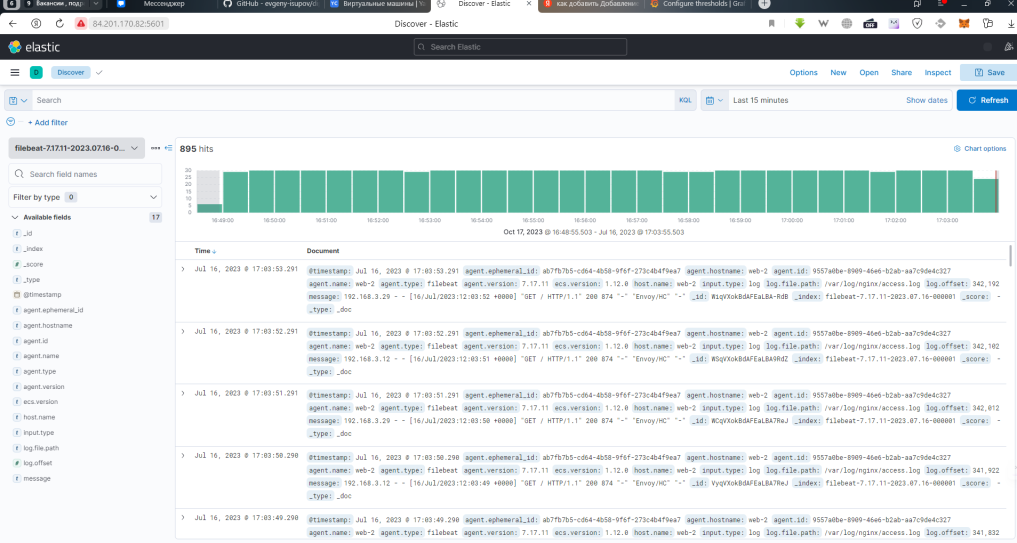 6 9 Вакансии , подр.. Мессенджер GitHub - evgeny-isupov/d Виртуальные машины | Ya Discover - Elastic как добавить Добавлени Configure thresholds | Gra
84.201.170.82:5601 Discover - Elastic
elastic Search Elastic
D Discover Options New Open Share Inspect Save
Search KQL Last 15 minutes Show dates Refresh
+ Add filter
filebeat-7.17.11-2023.07.16-0... 895 hits Chart options
Search field names
Filter by type 0
Available fields 17
_id
_index
_score
_type
@timestamp
agent.ephemeral_id
agent.hostname
agent.id
agent.name
agent.type
agent.version
ecs.version
host.name
input.type
log.file.path
log.offset
message
30
25
20
15
10
5
0
16:49:00 16:50:00 16:51:00 16:52:00 16:53:00 16:54:00 16:55:00 16:56:00 16:57:00 16:58:00 16:59:00 17:00:00 17:01:00 17:02:00 17:03:00
Oct 17, 2023 @ 16:48:55.503 - Jul 16, 2023 @ 17:03:55.503
Time Document
Jul 16, 2023 @ 17:03:53.291 @timestamp: Jul 16, 2023 @ 17:03:53.291 agent.ephemeral_id: ab7fb7b5-cd64-4b58-9f6f-273c4b4f9ea7 agent.hostname: web-2 agent.id: 9557a0be-8909-46e6-b2ab-aa7c9de4c327
agent.name: web-2 agent.type: filebeat agent.version: 7.17.11 ecs.version: 1.12.0 host.name: web-2 input.type: log log.file.path: /var/log/nginx/access.log log.offset: 342,192
message: 192.168.3.29 - - [16/Jul/2023:12:03:52 +0000] "GET / HTTP/1.1" 200 874 "-" "Envoy/HC" "-" _id: WiqVXokBdAFEaLBA-RdB _index: filebeat-7.17.11-2023.07.16-000001 _score: -
_type: _doc
Jul 16, 2023 @ 17:03:52.291 @timestamp: Jul 16, 2023 @ 17:03:52.291 agent.ephemeral_id: ab7fb7b5-cd64-4b58-9f6f-273c4b4f9ea7 agent.hostname: web-2 agent.id: 9557a0be-8909-46e6-b2ab-aa7c9de4c327
agent.name: web-2 agent.type: filebeat agent.version: 7.17.11 ecs.version: 1.12.0 host.name: web-2 input.type: log log.file.path: /var/log/nginx/access.log log.offset: 342,102
message: 192.168.3.12 - - [16/Jul/2023:12:03:51 +0000] "GET / HTTP/1.1" 200 874 "-" "Envoy/HC" "-" _id: WSqVXokBdAFEaLBA9RdZ _index: filebeat-7.17.11-2023.07.16-000001 _score: -
_type: _doc
Jul 16, 2023 @ 17:03:51.291 @timestamp: Jul 16, 2023 @ 17:03:51.291 agent.ephemeral_id: ab7fb7b5-cd64-4b58-9f6f-273c4b4f9ea7 agent.hostname: web-2 agent.id: 9557a0be-8909-46e6-b2ab-aa7c9de4c327
agent.name: web-2 agent.type: filebeat agent.version: 7.17.11 ecs.version: 1.12.0 host.name: web-2 input.type: log log.file.path: /var/log/nginx/access.log log.offset: 342,012
message: 192.168.3.29 - - [16/Jul/2023:12:03:50 +0000] "GET / HTTP/1.1" 200 874 "-" "Envoy/HC" "-" _id: WCqVXokBdAFEaLBA7ReJ _index: filebeat-7.17.11-2023.07.16-000001 _score: -
_type: _doc
Jul 16, 2023 @ 17:03:50.290 @timestamp: Jul 16, 2023 @ 17:03:50.290 agent.ephemeral_id: ab7fb7b5-cd64-4b58-9f6f-273c4b4f9ea7 agent.hostname: web-2 agent.id: 9557a0be-8909-46e6-b2ab-aa7c9de4c327
agent.name: web-2 agent.type: filebeat agent.version: 7.17.11 ecs.version: 1.12.0 host.name: web-2 input.type: log log.file.path: /var/log/nginx/access.log log.offset: 341,922
message: 192.168.3.12 - - [16/Jul/2023:12:03:49 +0000] "GET / HTTP/1.1" 200 874 "-" "Envoy/HC" "-" _id: VyqVXokBdAFEaLBA7ReJ _index: filebeat-7.17.11-2023.07.16-000001 _score: -
_type: _doc
Jul 16, 2023 @ 17:03:49.290 @timestamp: Jul 16, 2023 @ 17:03:49.290 agent.ephemeral_id: ab7fb7b5-cd64-4b58-9f6f-273c4b4f9ea7 agent.hostname: web-2 agent.id: 9557a0be-8909-46e6-b2ab-aa7c9de4c327
agent.name: web-2 agent.type: filebeat agent.version: 7.17.11 ecs.version: 1.12.0 host.name: web-2 input.type: log log.file.path: /var/log/nginx/access.log log.offset: 341,832